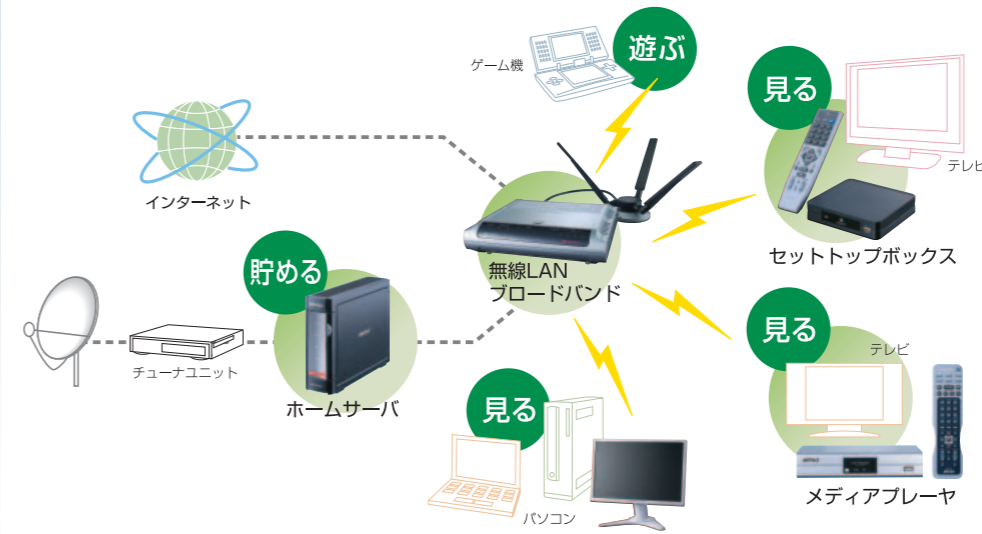 遊ぶ
ゲーム機
見る
テレビ
インターネット
セットトップボックス
無線LAN
ブロードバンド
貯める
チューナユニット
ホームサーバ
見る
テレビ
メディアプレーヤ
見る
パソコン